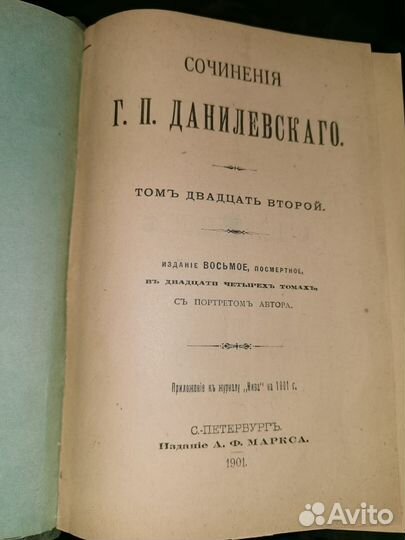 СОЧИНЕНІЯ
Г. П. ДАНИЛЕВСКАГО.
ТОМЪ ДВАДЦАТЬ ВТОРОЙ.
ИЗДАНІЕ ВОСЬМОЕ, ПОСМЕРТНОЕ,
ВЪ ДВАДЦАТИ ЧЕТЫРЕХЪ ТОМАХЪ,
СЪ ПОРТРЕТОМЪ АВТОРА.
Приложеніе къ журналу „Нива" на 1901 г.
С.-ПЕТЕРБУРГЪ.
Изданіе А. Ф. МАРКСА.
1901.
Avito